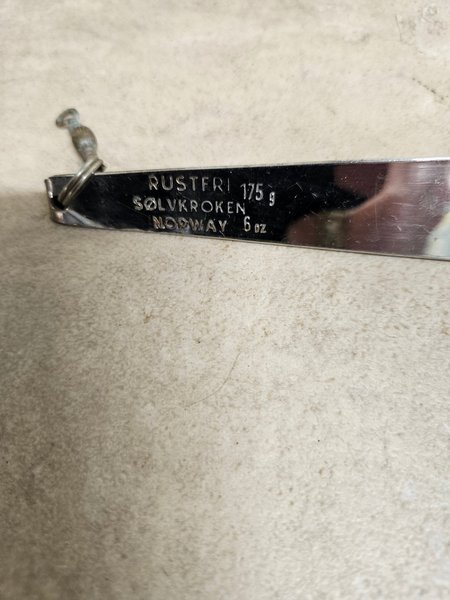 RUSTFRI 175 g
SØLVKROKEN
NORWAY 6 oz